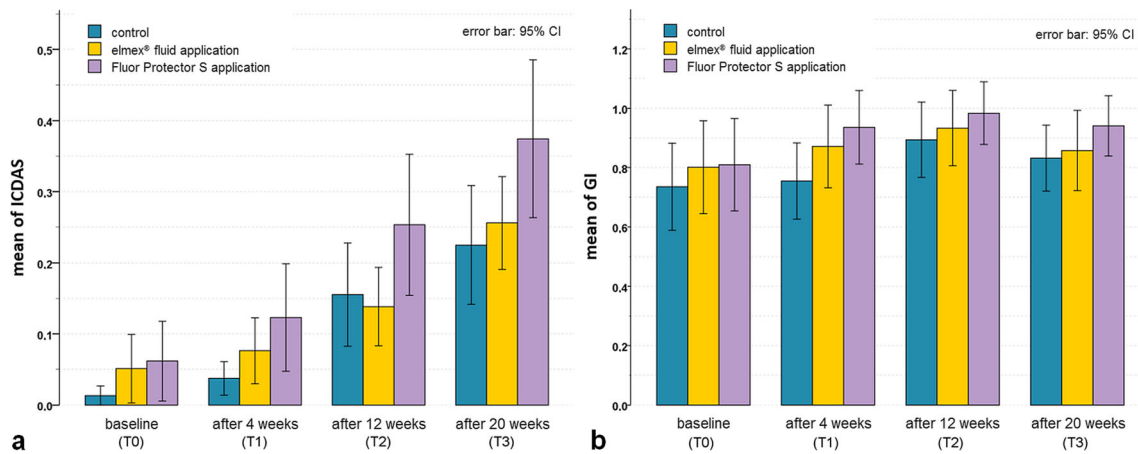 control
elmex® fluid application
Fluor Protector S application
error bar: 95% CI
mean of ICDAS
0,5
0,4
0,3
0,2
0,1
0,0
baseline
(T0)
after 4 weeks
(T1)
after 12 weeks
(T2)
after 20 weeks
(T3)
a
control
elmex® fluid application
Fluor Protector S application
error bar: 95% CI
mean of GI
1.2
1.0
0.8
0.6
0.4
0.2
0.0
baseline
(T0)
after 4 weeks
(T1)
after 12 weeks
(T2)
after 20 weeks
(T3)
b